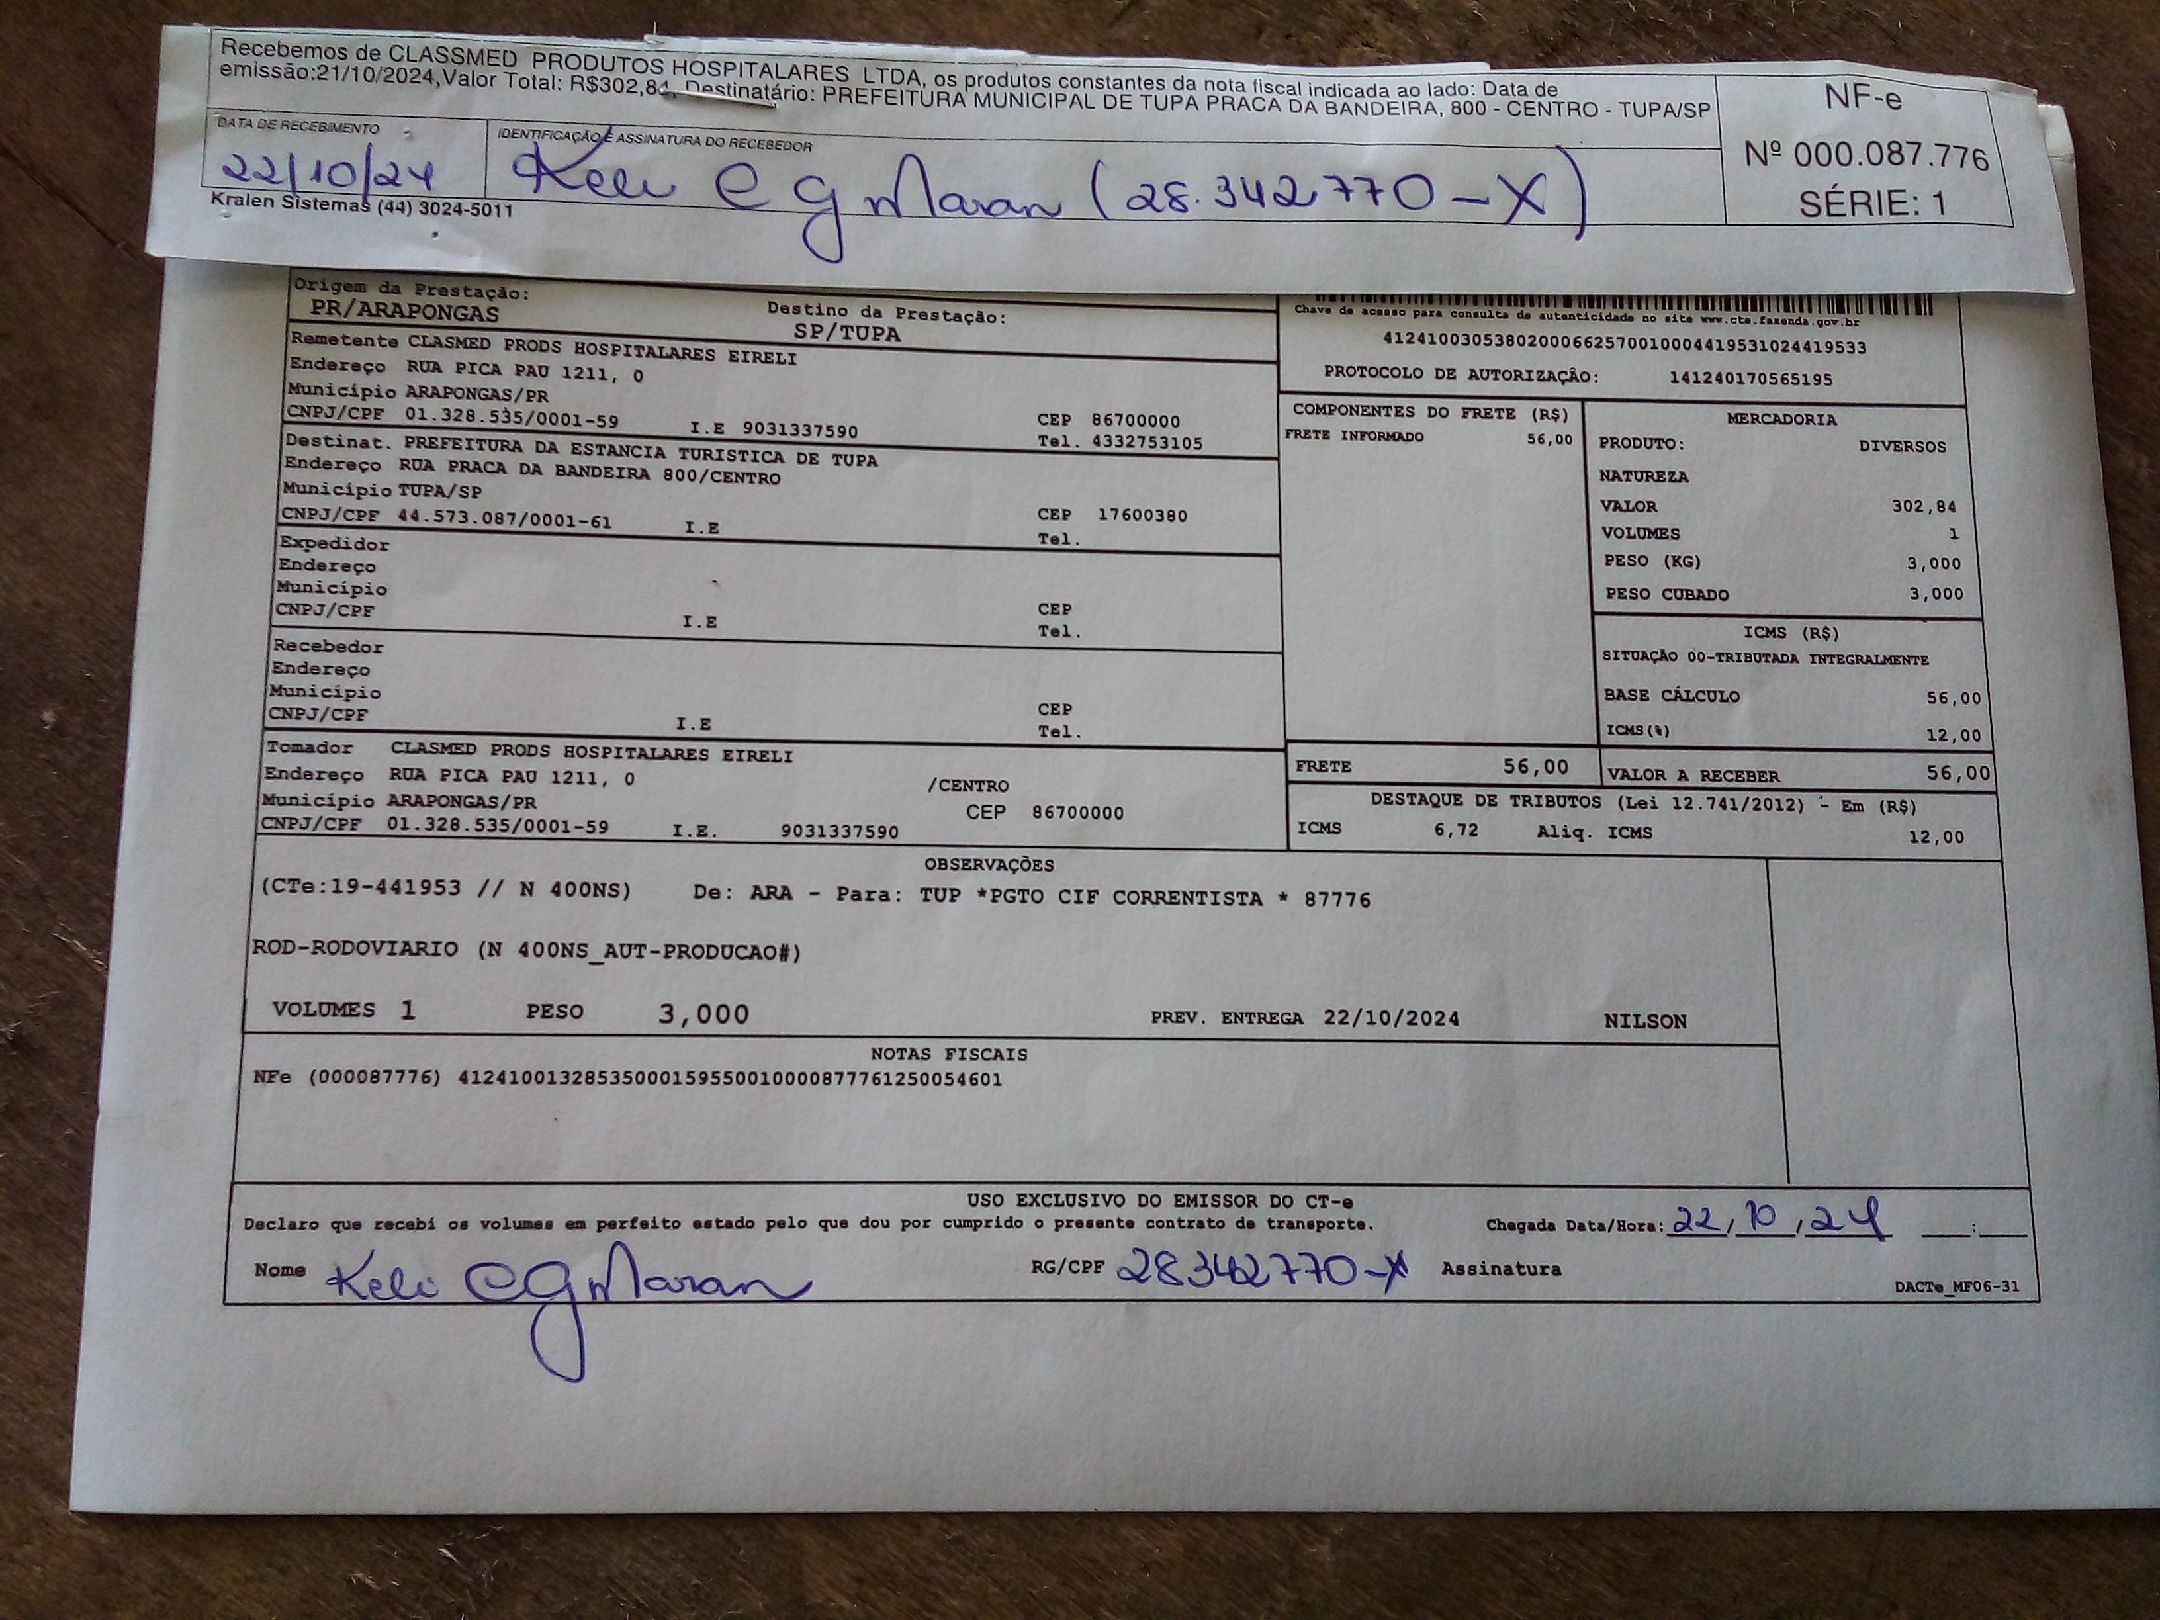 Recebemos de CLASSMED PRODUTOS HOSPITALARES LTDA, os produtos constantes da nota fiscal indicada ao lado: Data de
emissão:21/10/2024,Valor Total: R$302,84, Destinatário: PREFEITURA MUNICIPAL DE TUPA PRACA DA BANDEIRA, 800 - CENTRO - TUPA/SP
NF-e
Nº 000.087.776
SÉRIE: 1
DATA DE RECEBIMENTO
22/10/24
IDENTIFICAÇÃO E ASSINATURA DO RECEBEDOR
Keli C G Maran (28.342770-X)
Kralen Sistemas (44) 3024-5011
Origem da Prestação:
PR/ARAPONGAS
Destino da Prestação:
SP/TUPA
Chave de acesso para consulta de autenticidade no site www.cte.fazenda.gov.br
41241003053802000662570010004419531024419533
PROTOCOLO DE AUTORIZAÇÃO: 141240170565195
Remetente CLASMED PRODS HOSPITALARES EIRELI
Endereço RUA PICA PAU 1211, 0
Município ARAPONGAS/PR
CNPJ/CPF 01.328.535/0001-59 I.E 9031337590
CEP 86700000
Tel. 4332753105
Destinat. PREFEITURA DA ESTANCIA TURISTICA DE TUPA
Endereço RUA PRACA DA BANDEIRA 800/CENTRO
Município TUPA/SP
CNPJ/CPF 44.573.087/0001-61 I.E
CEP 17600380
Tel.
Expedidor
Endereço
Município
CNPJ/CPF I.E
CEP
Tel.
Recebedor
Endereço
Município
CNPJ/CPF I.E
CEP
Tel.
Tomador CLASMED PRODS HOSPITALARES EIRELI
Endereço RUA PICA PAU 1211, 0 /CENTRO
Município ARAPONGAS/PR CEP 86700000
CNPJ/CPF 01.328.535/0001-59 I.E. 9031337590
COMPONENTES DO FRETE (R$)
FRETE INFORMADO 56,00
MERCADORIA
PRODUTO: DIVERSOS
NATUREZA
VALOR 302,84
VOLUMES 1
PESO (KG) 3,000
PESO CUBADO 3,000
ICMS (R$)
SITUAÇÃO 00-TRIBUTADA INTEGRALMENTE
BASE CÁLCULO 56,00
ICMS(%) 12,00
FRETE 56,00
VALOR A RECEBER 56,00
DESTAQUE DE TRIBUTOS (Lei 12.741/2012) - Em (R$)
ICMS 6,72 Aliq. ICMS 12,00
OBSERVAÇÕES
(CTe:19-441953 // N 400NS) De: ARA - Para: TUP *PGTO CIF CORRENTISTA * 87776
ROD-RODOVIARIO (N 400NS_AUT-PRODUCAO#)
VOLUMES 1 PESO 3,000 PREV. ENTREGA 22/10/2024 NILSON
NOTAS FISCAIS
NFe (000087776) 41241001328535000159550010000877761250054601
USO EXCLUSIVO DO EMISSOR DO CT-e
Declaro que recebi os volumes em perfeito estado pelo que dou por cumprido o presente contrato de transporte. Chegada Data/Hora: 22/10/24 __:__
Nome Keli C G Maran RG/CPF 28342770-X Assinatura
DACTe_MF06-31